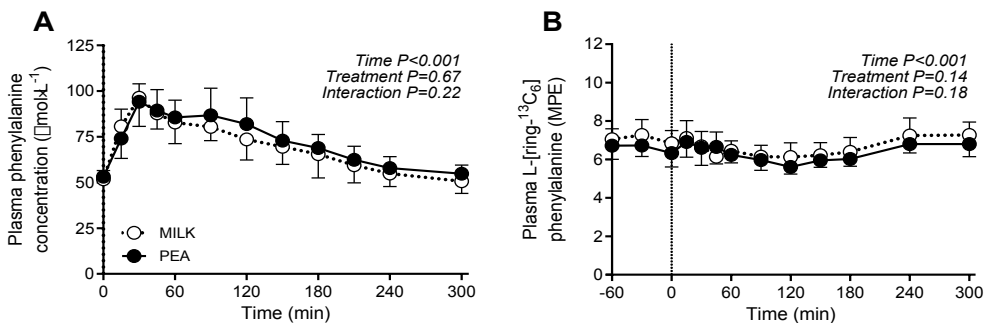 A
Plasma phenylalanine
concentration (□mol×L-1)
125
100
75
50
25
0
Time P<0.001
Treatment P=0.67
Interaction P=0.22
MILK
PEA
0 60 120 180 240 300
Time (min)
B
Plasma L-[ring-13C6]
phenylalanine (MPE)
12
10
8
6
4
2
0
Time P<0.001
Treatment P=0.14
Interaction P=0.18
-60 0 60 120 180 240 300
Time (min)